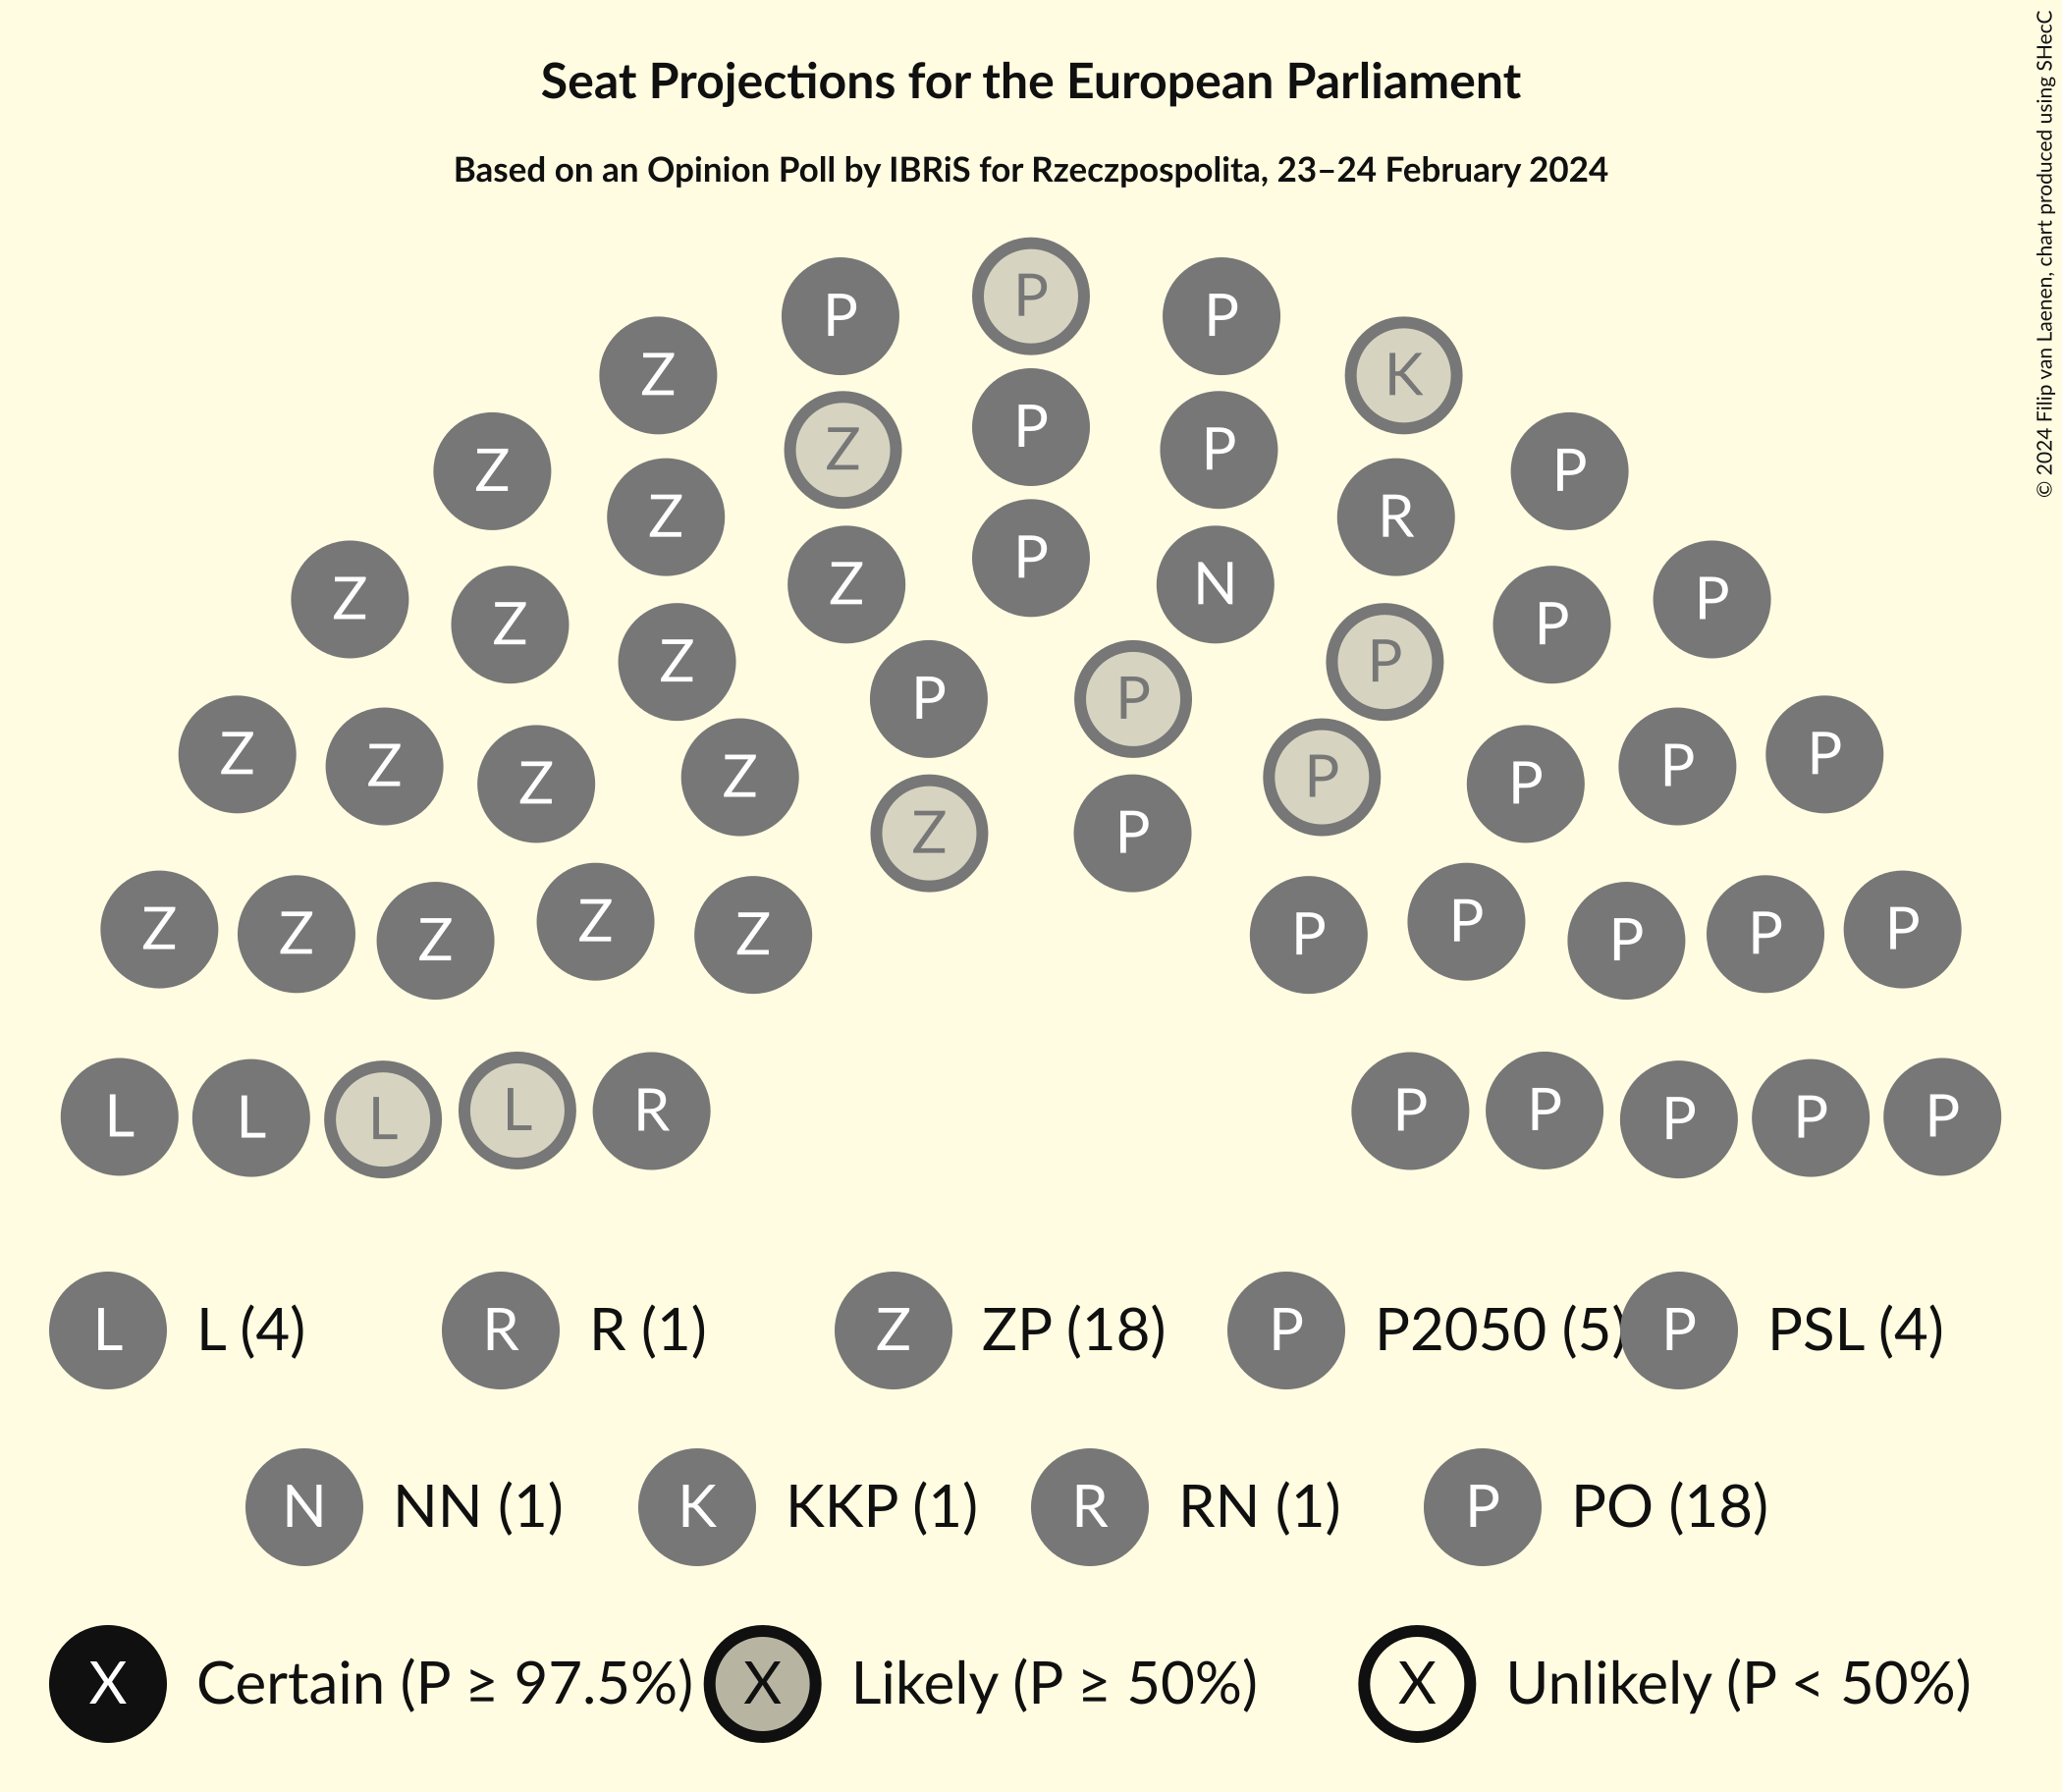 Seat Projections for the European Parliament
Based on an Opinion Poll by IBRiS for Rzeczpospolita, 23–24 February 2024
© 2024 Filip van Laenen, chart produced using SHecC
P
P P
Z K
Z P Z P
P
Z R
P
Z N
Z P
Z P
Z P
P P
Z P
Z P
Z P
Z P
Z P
Z P
Z P
Z P
Z P
Z P
Z P
L L L L R P P P P P
L L (4) R R (1) Z ZP (18) P P2050 (5) P PSL (4)
N NN (1) K KKP (1) R RN (1) P PO (18)
X Certain (P ≥ 97.5%) X Likely (P ≥ 50%) X Unlikely (P < 50%)